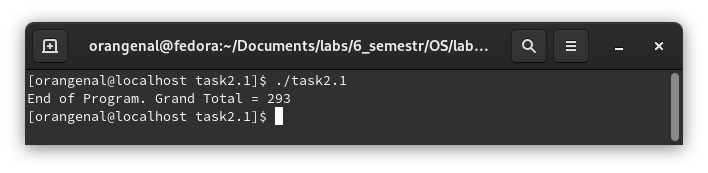 orangenal@fedora:~/Documents/labs/6_semestr/OS/lab…
[orangenal@localhost task2.1]$ ./task2.1
End of Program. Grand Total = 293
[orangenal@localhost task2.1]$